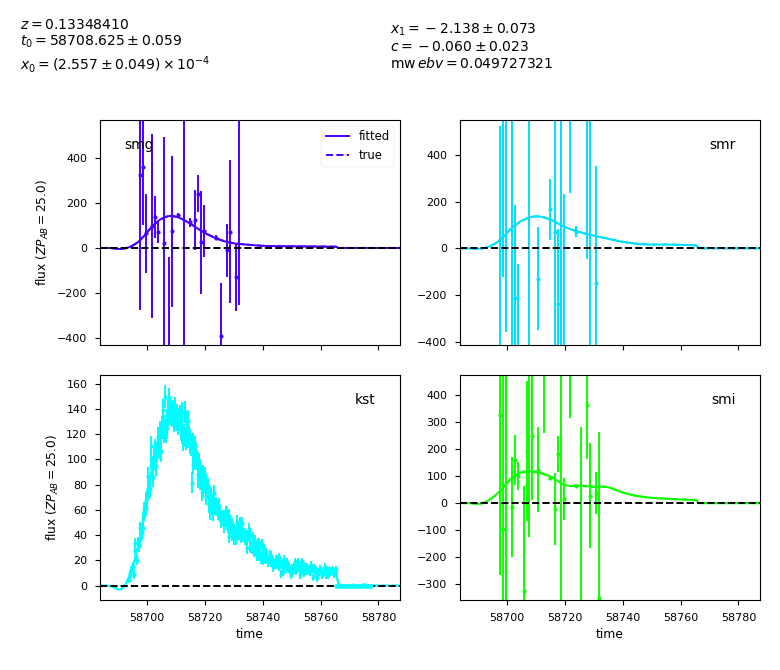 z = 0.13348410
t₀ = 58708.625 ± 0.059
x₀ = (2.557 ± 0.049) × 10⁻⁴
x₁ = −2.138 ± 0.073
c = −0.060 ± 0.023
mw ebv = 0.049727321
smg
fitted
true
400
200
0
−200
−400
flux (ZP_AB = 25.0)
smr
400
200
0
−200
−400
kst
160
140
120
100
80
60
40
20
0
flux (ZP_AB = 25.0)
58700 58720 58740 58760 58780
time
smi
400
300
200
100
0
−100
−200
−300
58700 58720 58740 58760 58780
time